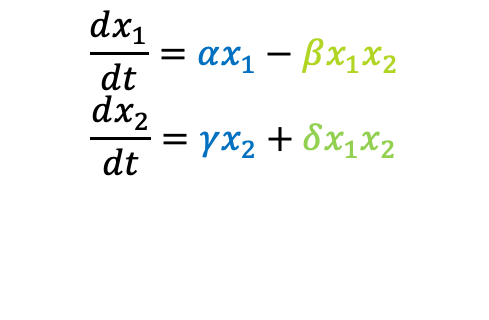 dx₁/dt = αx₁ − βx₁x₂
dx₂/dt = γx₂ + δx₁x₂